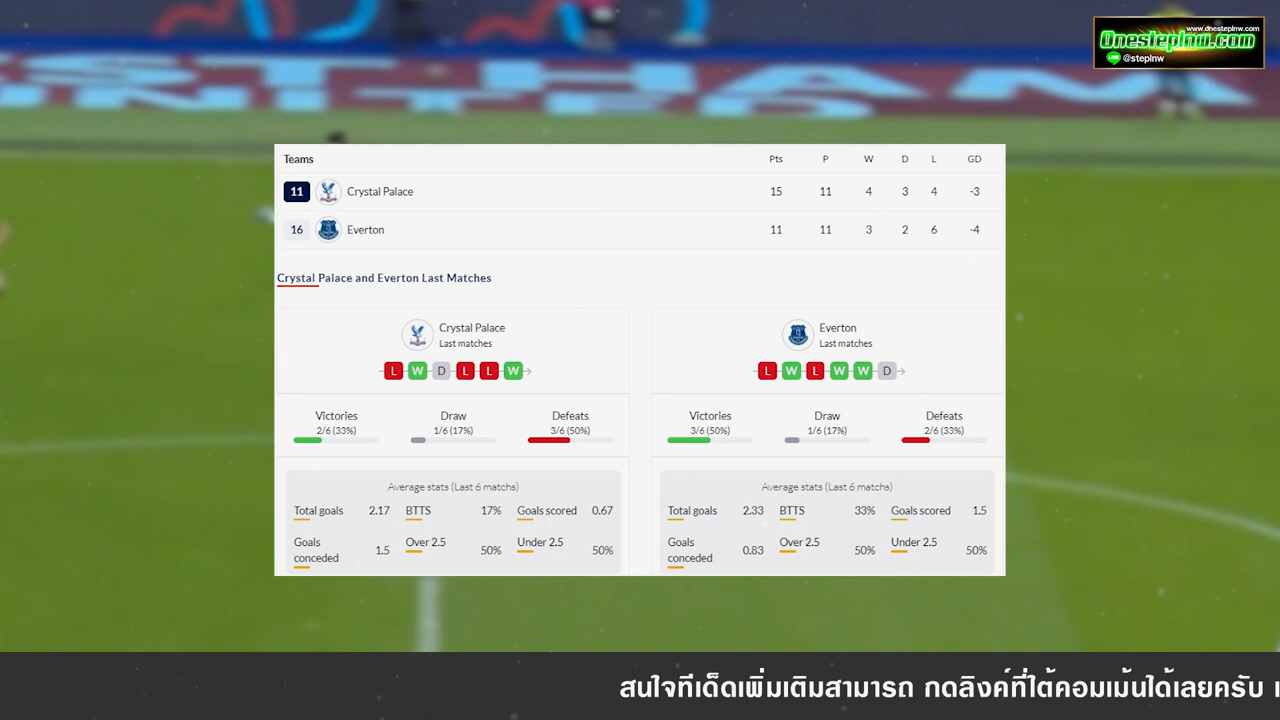 www.onesteplnw.com
Onesteplnw.com
LINE @steplnw
Teams Pts P W D L GD
11 Crystal Palace 15 11 4 3 4 -3
16 Everton 11 11 3 2 6 -4
Crystal Palace and Everton Last Matches
Crystal Palace
Last matches
L W D L L W
Victories Draw Defeats
2/6 (33%) 1/6 (17%) 3/6 (50%)
Average stats (Last 6 matchs)
Total goals 2.17 BTTS 17% Goals scored 0.67
Goals conceded 1.5 Over 2.5 50% Under 2.5 50%
Everton
Last matches
L W L W W D
Victories Draw Defeats
3/6 (50%) 1/6 (17%) 2/6 (33%)
Average stats (Last 6 matchs)
Total goals 2.33 BTTS 33% Goals scored 1.5
Goals conceded 0.83 Over 2.5 50% Under 2.5 50%
สนใจทีเด็ดเพิ่มเติมสามารถ กดลิงค์ที่ใต้คอมเม้นได้เลยครับ